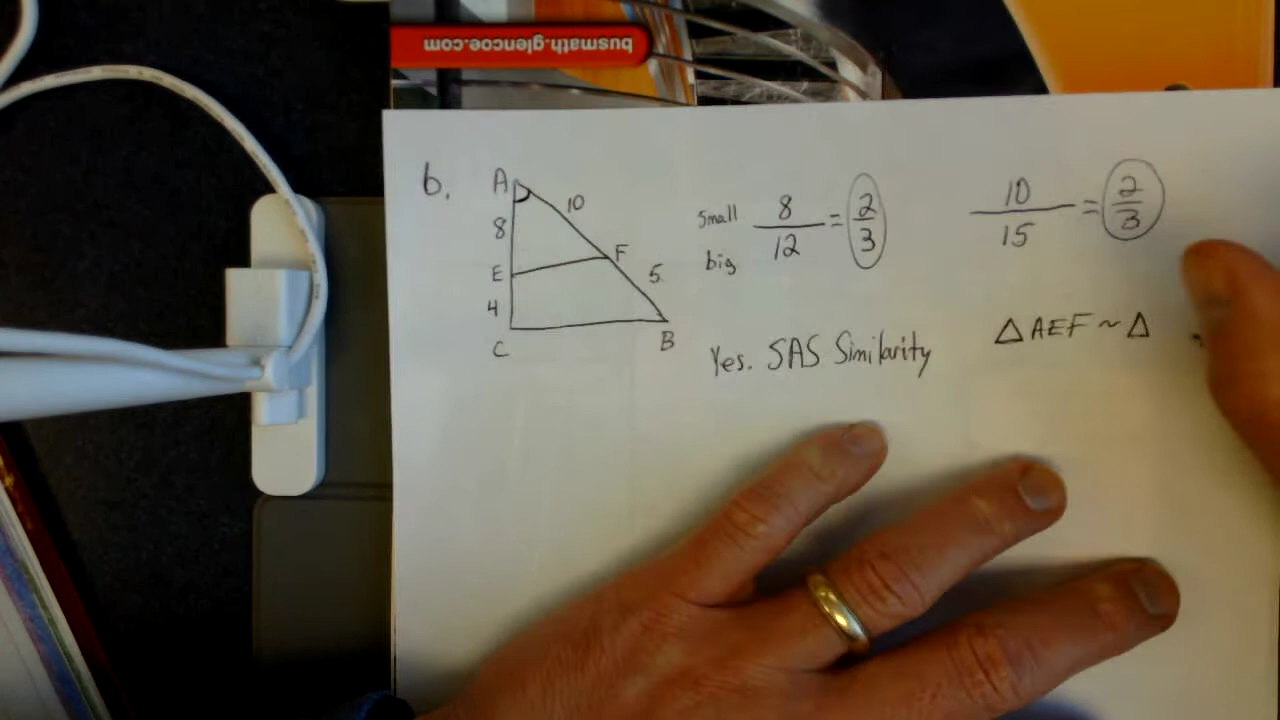 busmath.glencoe.com
b.
A
10
8
F
E
5
4
C
B
Small 8/12 = 2/3
big
10/15 = 2/3
Yes. SAS Similarity
△AEF ~ △